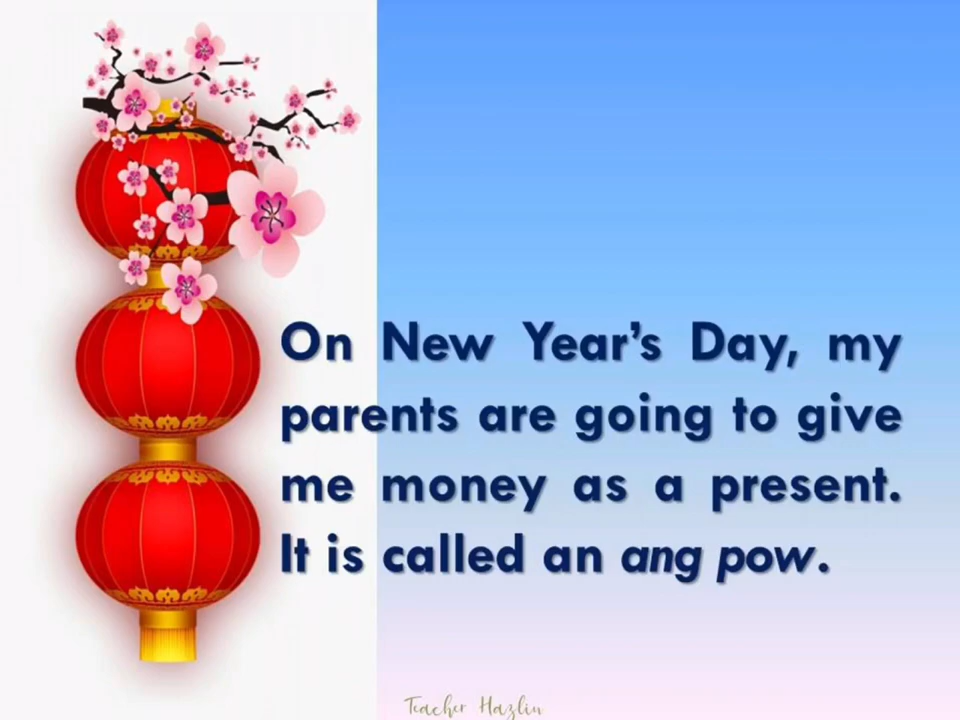 On New Year’s Day, my
parents are going to give
me money as a present.
It is called an ang pow.
Teacher Hazlin